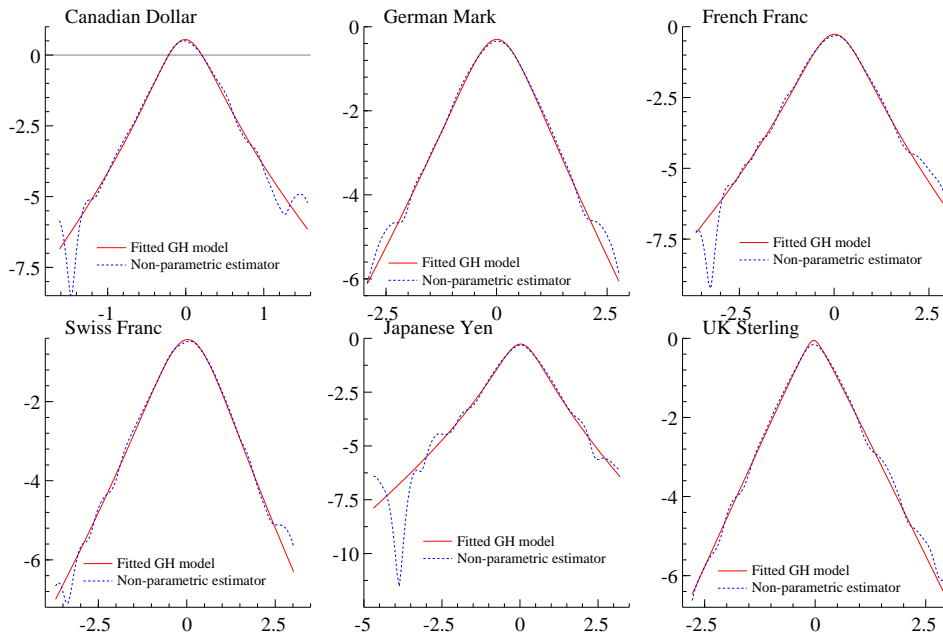 Canadian Dollar
0
-2.5
-5
-7.5
-1 0 1
Fitted GH model
Non-parametric estimator
German Mark
0
-2
-4
-6
-2.5 0 2.5
Fitted GH model
Non-parametric estimator
French Franc
0
-2.5
-5
-7.5
-2.5 0 2.5
Fitted GH model
Non-parametric estimator
Swiss Franc
-2
-4
-6
-2.5 0 2.5
Fitted GH model
Non-parametric estimator
Japanese Yen
0
-2.5
-5
-7.5
-10
-5 -2.5 0 2.5
Fitted GH model
Non-parametric estimator
UK Sterling
0
-2
-4
-6
-2.5 0 2.5
Fitted GH model
Non-parametric estimator